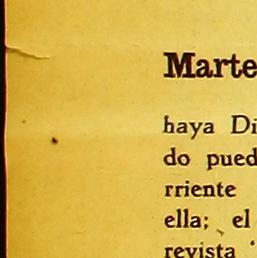 Marte
haya Di
do pued
rriente
ella; el
revista '